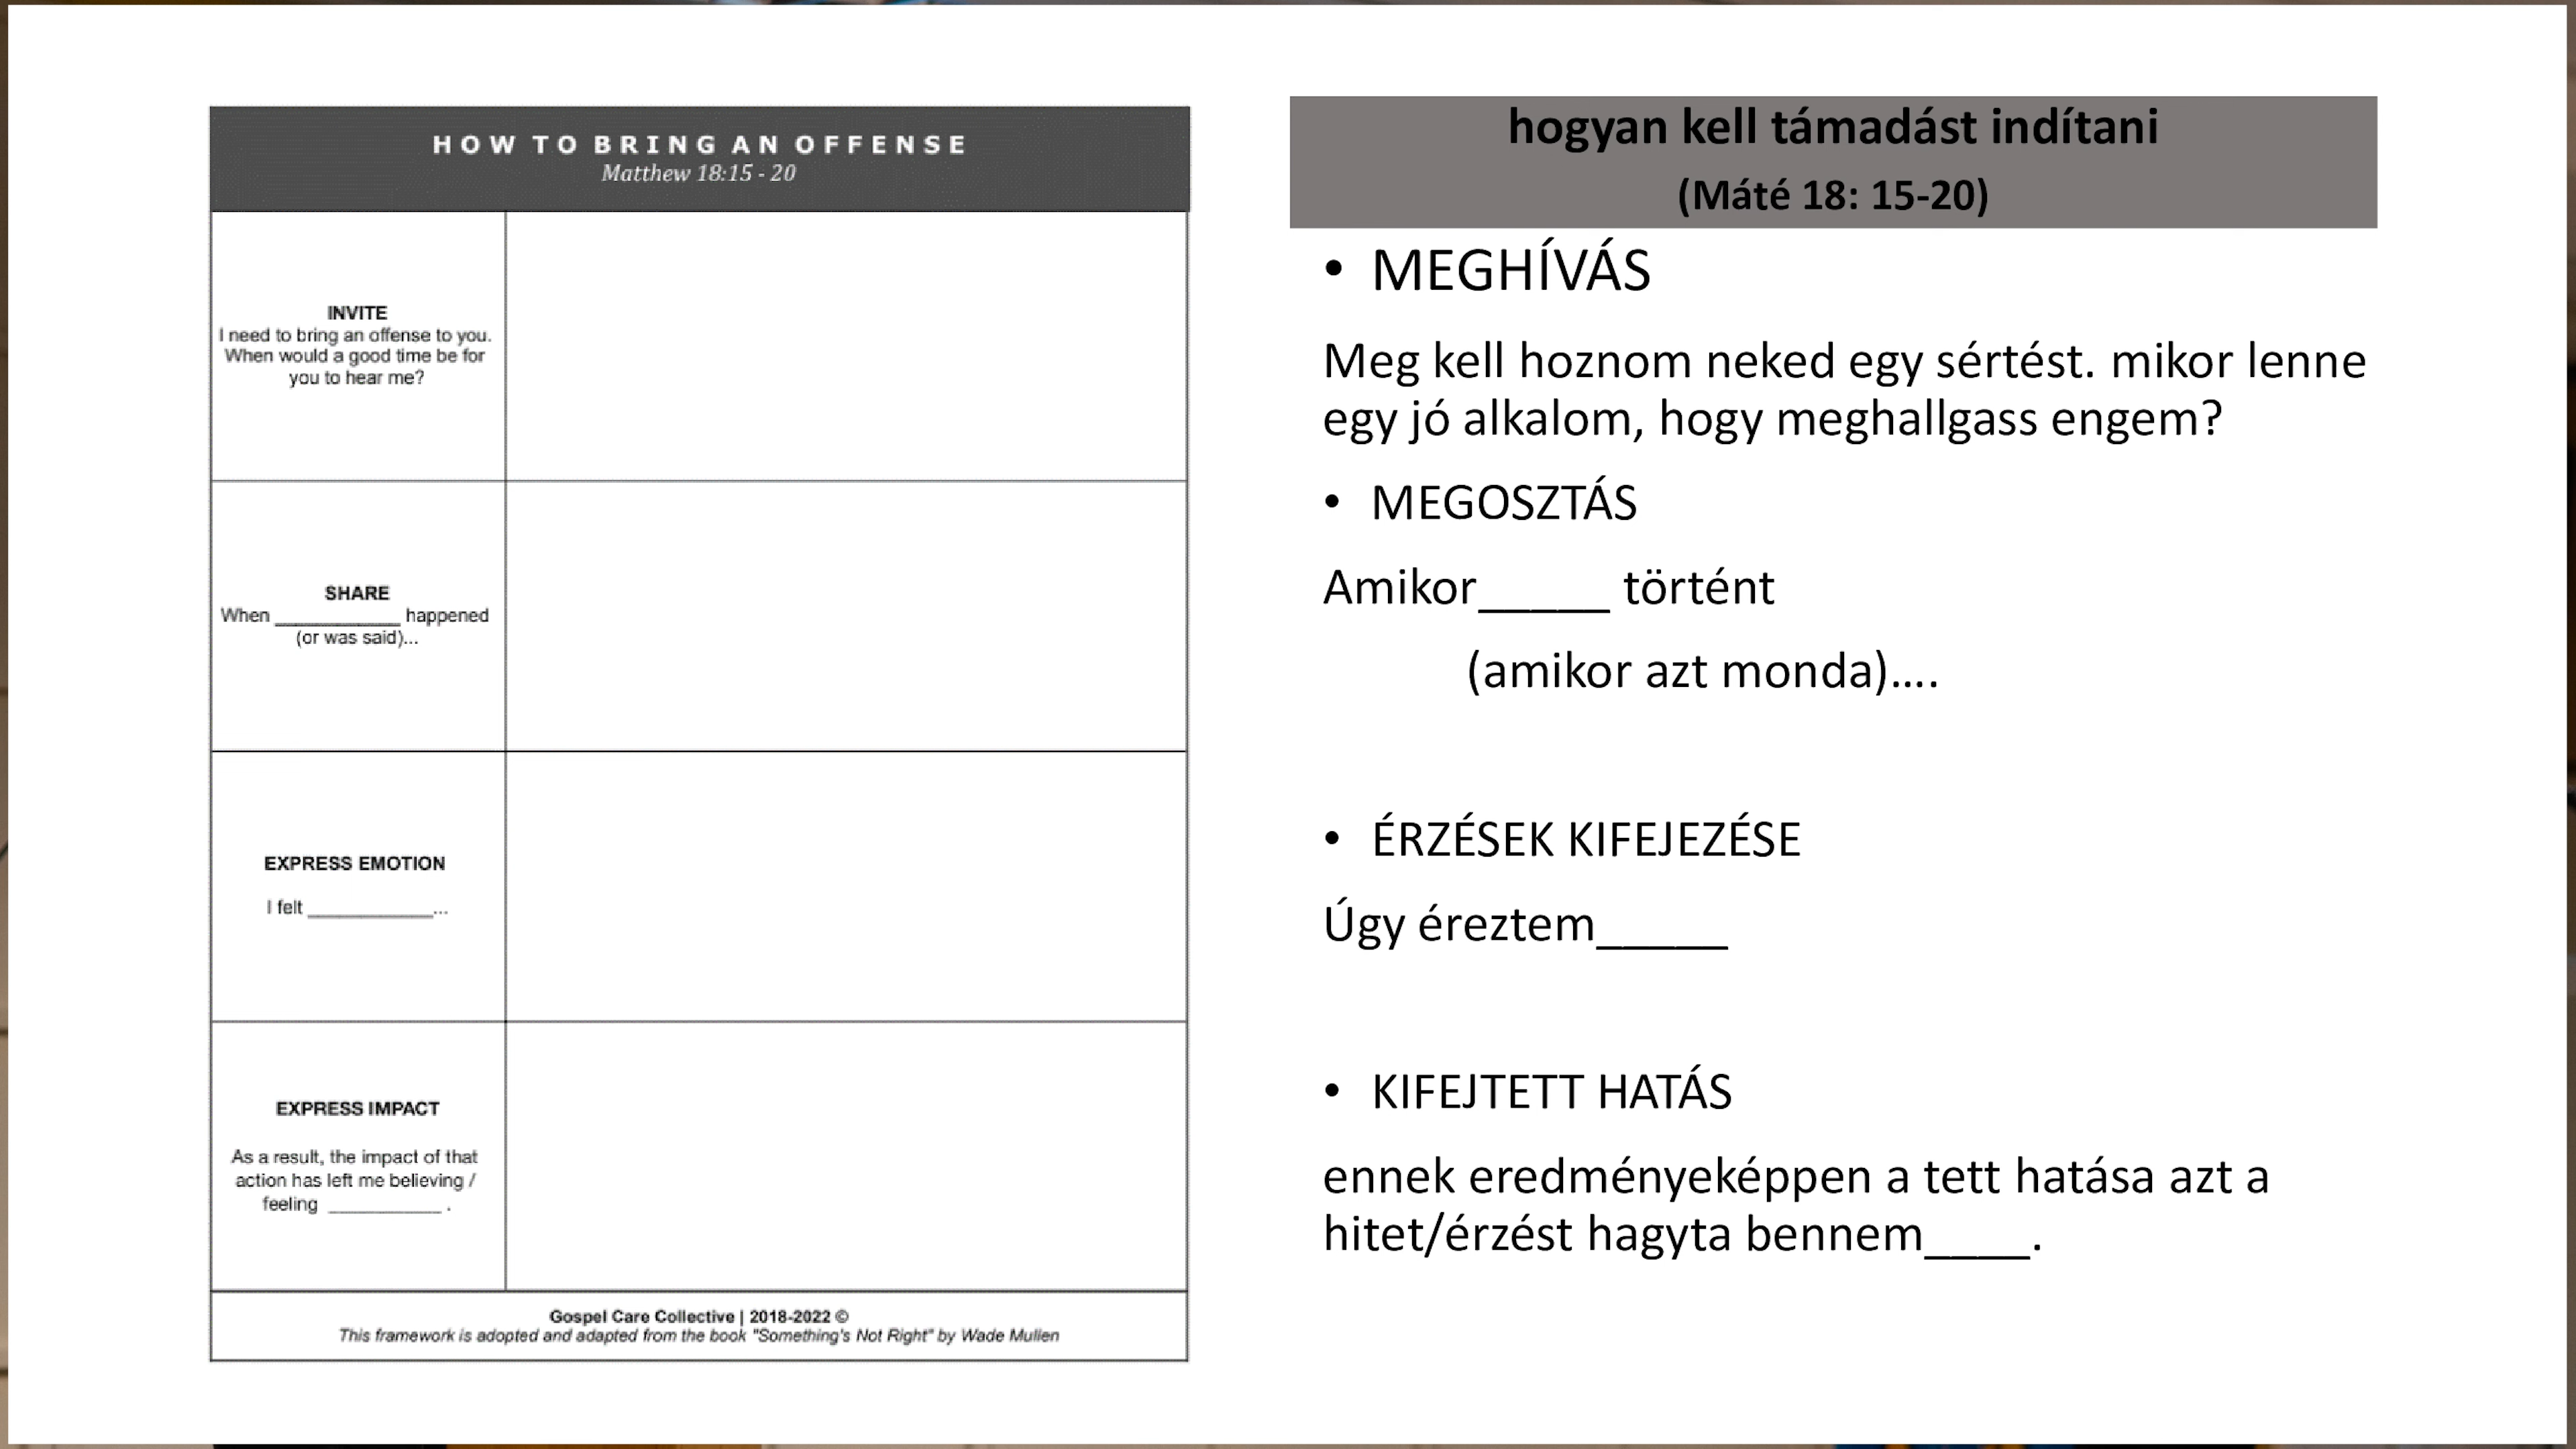 HOW TO BRING AN OFFENSE
Matthew 18:15 - 20
INVITE
I need to bring an offense to you.
When would a good time be for
you to hear me?
SHARE
When ____________ happened
(or was said)...
EXPRESS EMOTION
I felt ____________...
EXPRESS IMPACT
As a result, the impact of that
action has left me believing /
feeling ___________ .
Gospel Care Collective | 2018-2022 ©
This framework is adopted and adapted from the book "Something's Not Right" by Wade Mullen
hogyan kell támadást indítani
(Máté 18: 15-20)
• MEGHÍVÁS
Meg kell hoznom neked egy sértést. mikor lenne
egy jó alkalom, hogy meghallgass engem?
• MEGOSZTÁS
Amikor_____ történt
(amikor azt monda)....
• ÉRZÉSEK KIFEJEZÉSE
Úgy éreztem_____
• KIFEJTETT HATÁS
ennek eredményeképpen a tett hatása azt a
hitet/érzést hagyta bennem____.